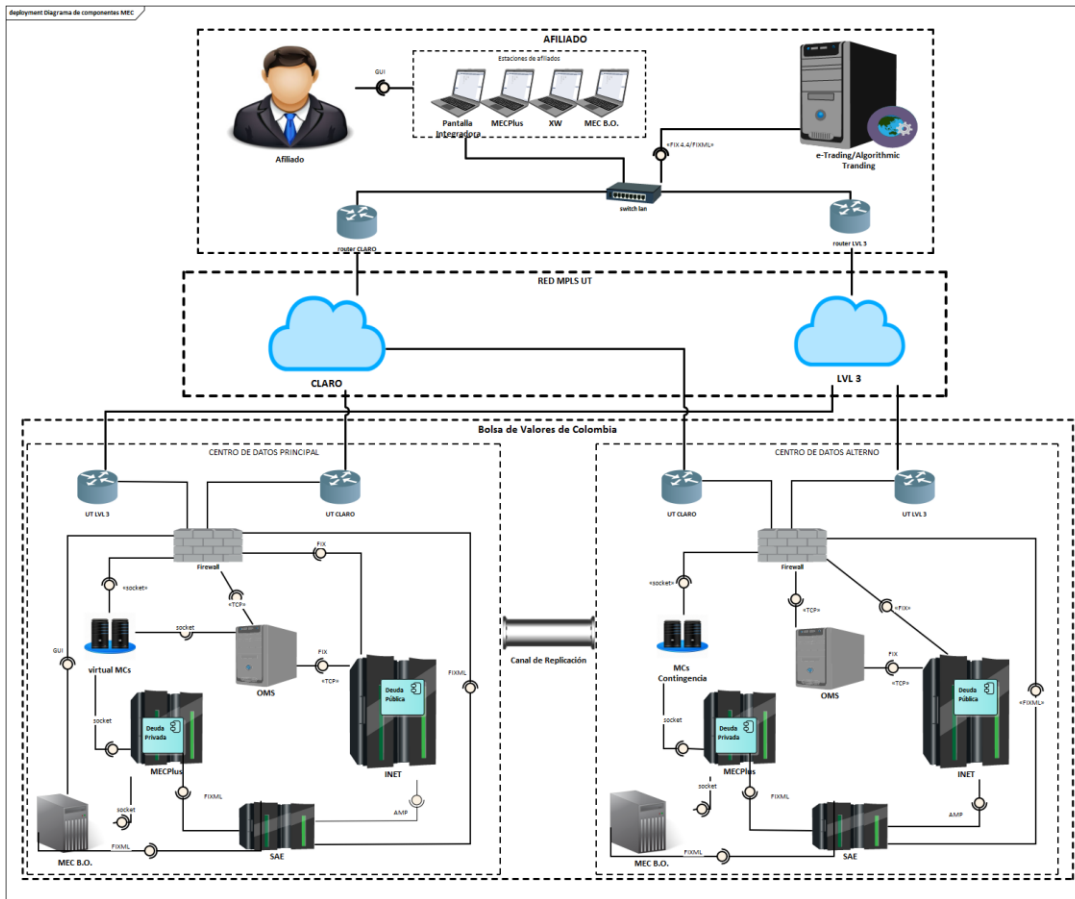 deployment Diagrama de componentes MEC
AFILIADO
Estaciones de afiliados
GUI
Pantalla
Integradora
MECPlus
XW
MEC B.O.
Afiliado
«FIX 4.4/FIXML»
e-Trading/Algorithmic
Tranding
switch lan
router CLARO
router LVL 3
RED MPLS UT
CLARO
LVL 3
Bolsa de Valores de Colombia
CENTRO DE DATOS PRINCIPAL
UT LVL 3
UT CLARO
Firewall
FIX
«socket»
«TCP»
socket
GUI
virtual MCs
OMS
FIX
«TCP»
FIXML
Deuda
Pública
socket
Deuda
Privada
MECPlus
INET
FIXML
socket
AMP
FIXML
MEC B.O.
SAE
Canal de Replicación
CENTRO DE DATOS ALTERNO
UT CLARO
UT LVL 3
Firewall
«socket»
«TCP»
«FIX»
MCs
Contingencia
OMS
FIX
«TCP»
«FIXML»
Deuda
Pública
socket
Deuda
Privada
MECPlus
INET
socket
FIXML
AMP
FIXML
MEC B.O.
SAE